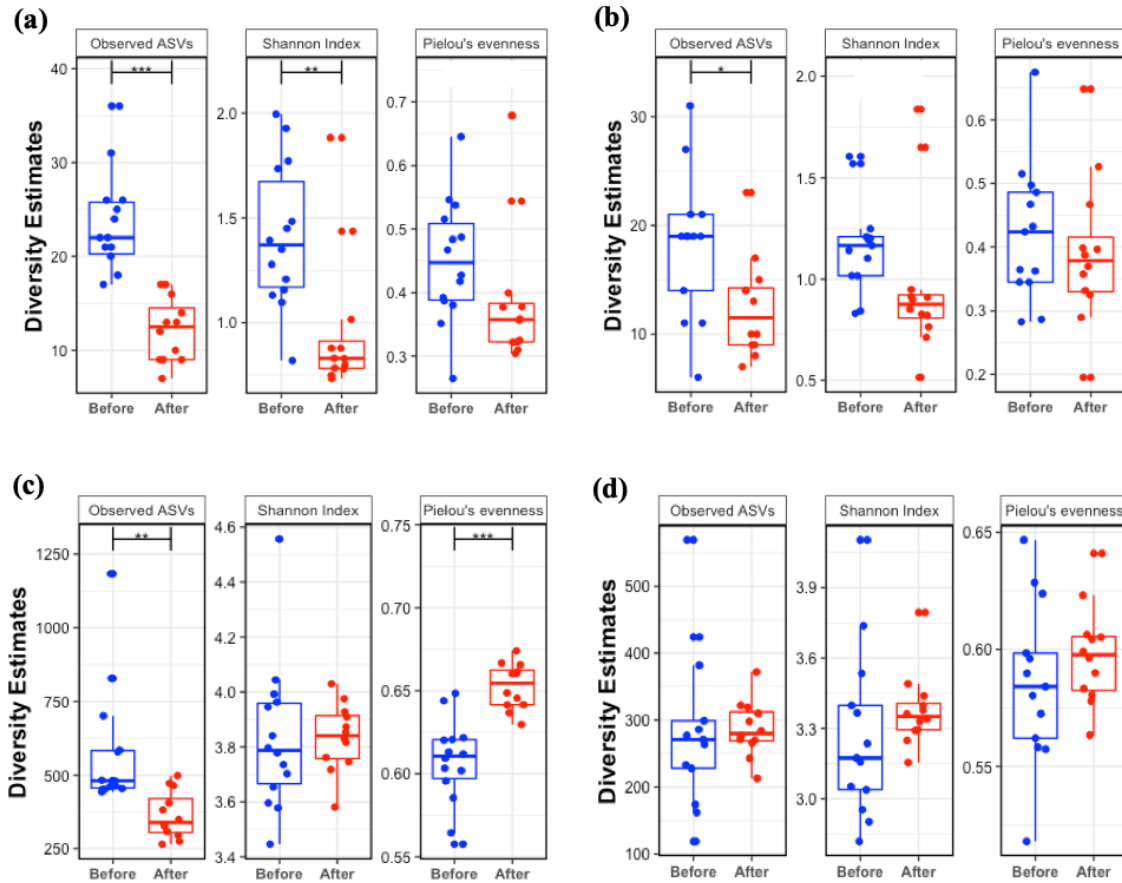 (a)
Observed ASVs Shannon Index Pielou's evenness
Diversity Estimates
40
30
20
10
***
Before After
2.0
1.5
1.0
**
Before After
0.7
0.6
0.5
0.4
0.3
Before After
(b)
Observed ASVs Shannon Index Pielou's evenness
Diversity Estimates
30
20
10
*
Before After
2.0
1.5
1.0
0.5
Before After
0.6
0.5
0.4
0.3
0.2
Before After
(c)
Observed ASVs Shannon Index Pielou's evenness
Diversity Estimates
1250
1000
750
500
250
**
Before After
4.6
4.4
4.2
4.0
3.8
3.6
3.4
Before After
0.75
0.70
0.65
0.60
0.55
***
Before After
(d)
Observed ASVs Shannon Index Pielou's evenness
Diversity Estimates
500
400
300
200
100
Before After
3.9
3.6
3.3
3.0
Before After
0.65
0.60
0.55
Before After